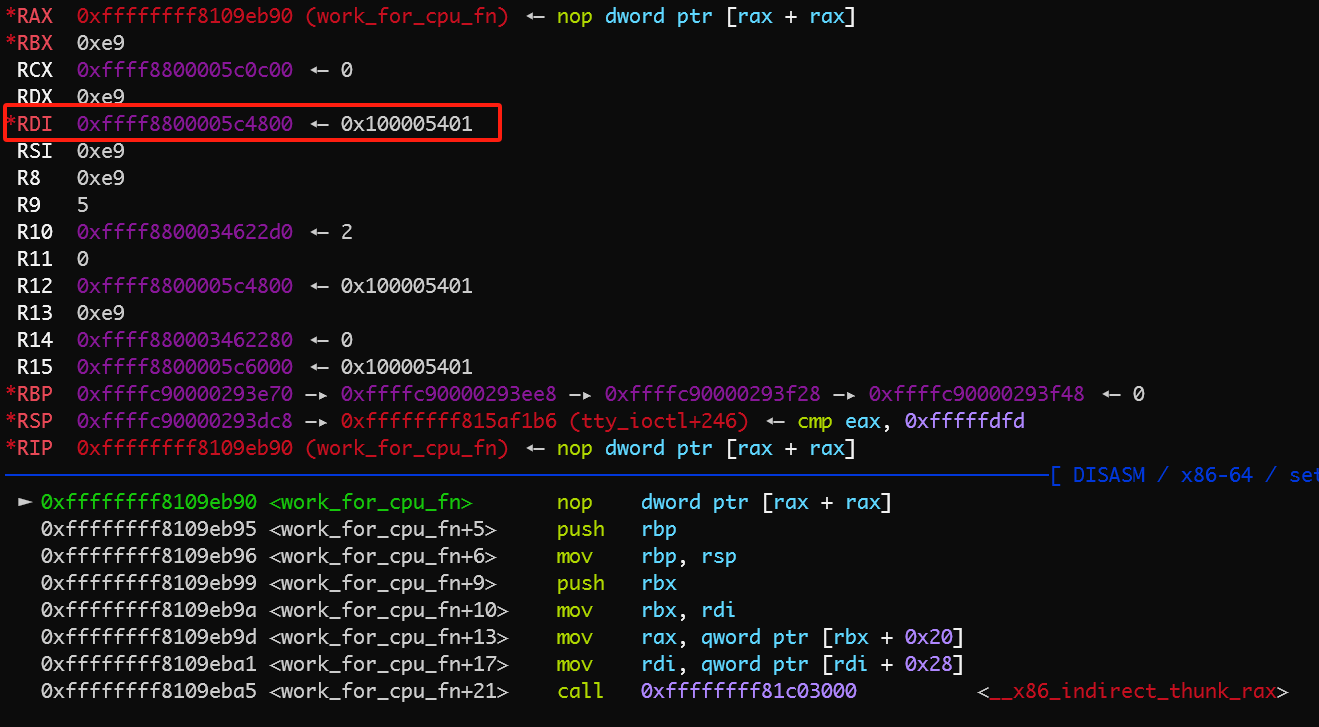 *RAX 0xffffffff8109eb90 (work_for_cpu_fn) ◂— nop dword ptr [rax + rax]
*RBX 0xe9
RCX 0xffff8800005c0c00 ◂— 0
RDX 0xe9
*RDI 0xffff8800005c4800 ◂— 0x100005401
RSI 0xe9
R8 0xe9
R9 5
R10 0xffff8800034622d0 ◂— 2
R11 0
R12 0xffff8800005c4800 ◂— 0x100005401
R13 0xe9
R14 0xffff880003462280 ◂— 0
R15 0xffff8800005c6000 ◂— 0x100005401
*RBP 0xffffc90000293e70 —▸ 0xffffc90000293ee8 —▸ 0xffffc90000293f28 —▸ 0xffffc90000293f48 ◂— 0
*RSP 0xffffc90000293dc8 —▸ 0xffffffff815af1b6 (tty_ioctl+246) ◂— cmp eax, 0xfffffdfd
*RIP 0xffffffff8109eb90 (work_for_cpu_fn) ◂— nop dword ptr [rax + rax]
[ DISASM / x86-64 / set
► 0xffffffff8109eb90 <work_for_cpu_fn> nop dword ptr [rax + rax]
0xffffffff8109eb95 <work_for_cpu_fn+5> push rbp
0xffffffff8109eb96 <work_for_cpu_fn+6> mov rbp, rsp
0xffffffff8109eb99 <work_for_cpu_fn+9> push rbx
0xffffffff8109eb9a <work_for_cpu_fn+10> mov rbx, rdi
0xffffffff8109eb9d <work_for_cpu_fn+13> mov rax, qword ptr [rbx + 0x20]
0xffffffff8109eba1 <work_for_cpu_fn+17> mov rdi, qword ptr [rdi + 0x28]
0xffffffff8109eba5 <work_for_cpu_fn+21> call 0xffffffff81c03000 <__x86_indirect_thunk_rax>